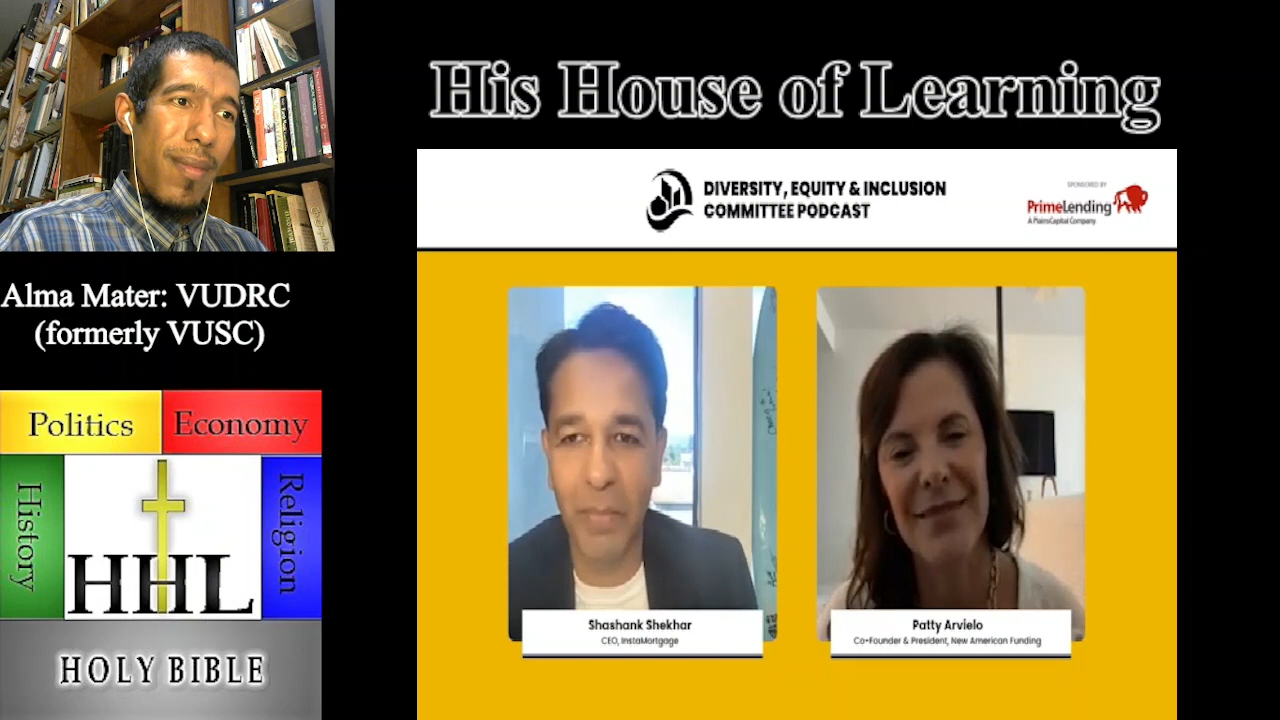 His House of Learning
DIVERSITY, EQUITY & INCLUSION
COMMITTEE PODCAST
SPONSORED BY
PrimeLending
A PlainsCapital Company.
Alma Mater: VUDRC
(formerly VUSC)
Politics
Economy
History
Religion
HHL
HOLY BIBLE
Shashank Shekhar
CEO, InstaMortgage
Patty Arvielo
Co-Founder & President, New American Funding